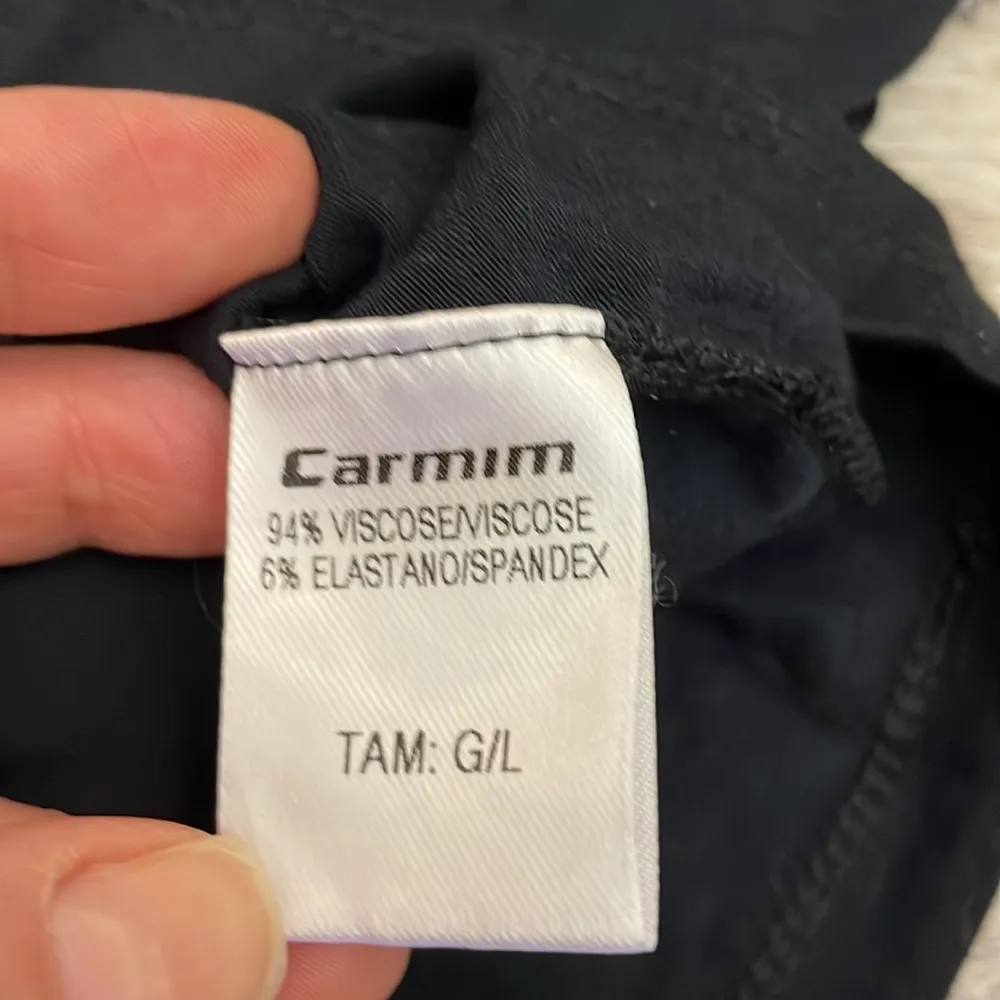 Carmim
94% VISCOSE/VISCOSE
6% ELASTANO/SPANDEX
TAM: G/L